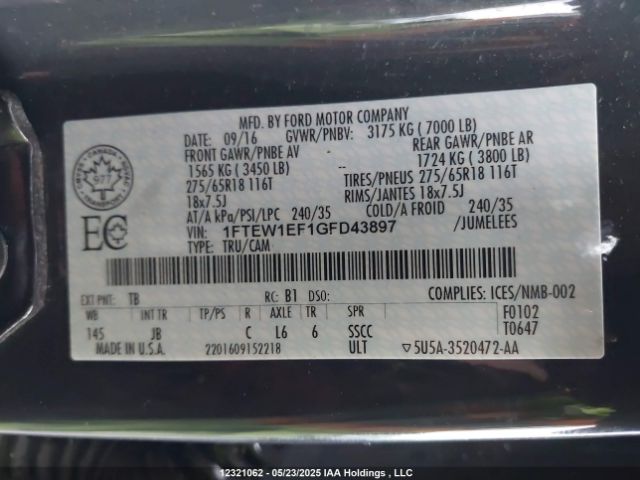 MFD. BY FORD MOTOR COMPANY
DATE: 09/16 GVWR/PNBV: 3175 KG ( 7000 LB)
FRONT GAWR/PNBE AV REAR GAWR/PNBE AR
1565 KG ( 3450 LB) -- 1724 KG ( 3800 LB)
275/65R18 116T TIRES/PNEUS 275/65R18 116T
18x7.5J RIMS/JANTES 18x7.5J
AT/A kPa/PSI/LPC 240/35 COLD/A FROID 240/35
VIN: 1FTEW1EF1GFD43897 /JUMELEES
TYPE: TRU/CAM
CANADA
977
TRANSPORT
EC
EXT PNT: TB RC: B1 DSO: COMPLIES: ICES/NMB-002
WB INT TR TP/PS R AXLE TR SPR F0102
145 JB C L6 6 SSCC T0647
MADE IN U.S.A. 2201609152218 ULT ▽5U5A-3520472-AA
12321062 - 05/23/2025 IAA Holdings , LLC